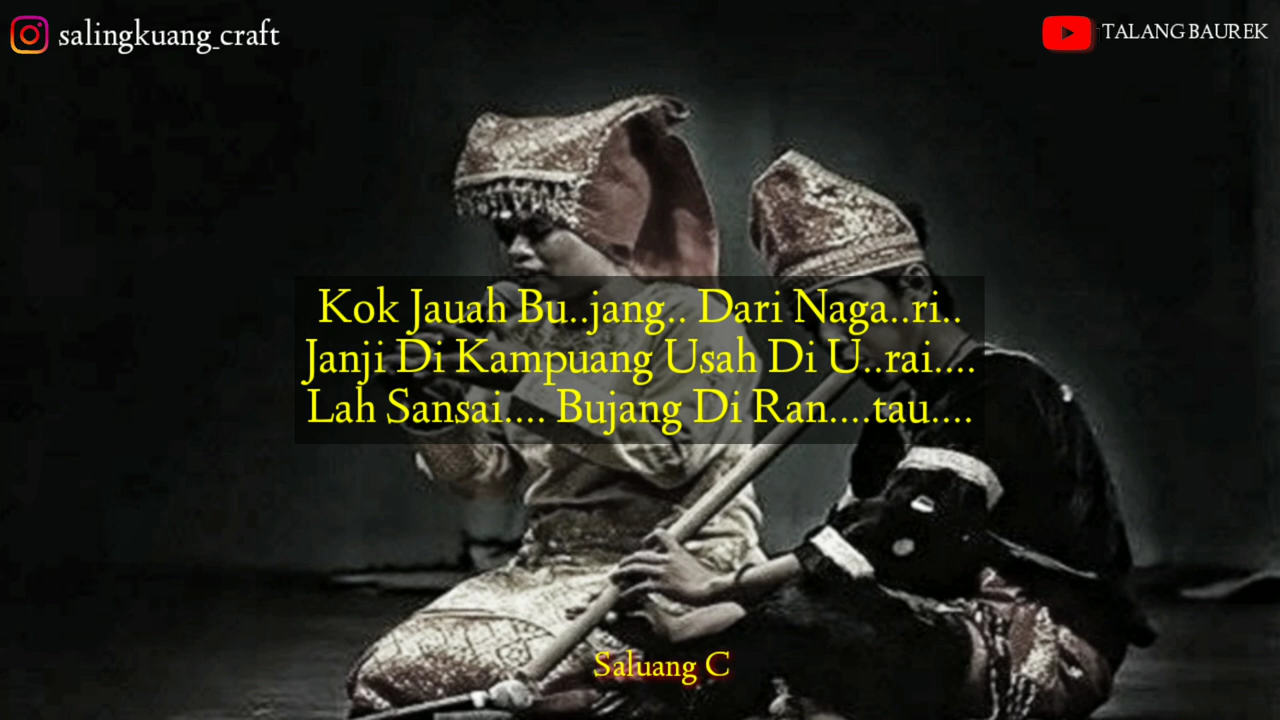 salingkuang_craft
TALANG BAUREK
Kok Jauah Bu..jang.. Dari Naga..ri..
Janji Di Kampuang Usah Di U..rai....
Lah Sansai.... Bujang Di Ran....tau....
Saluang C